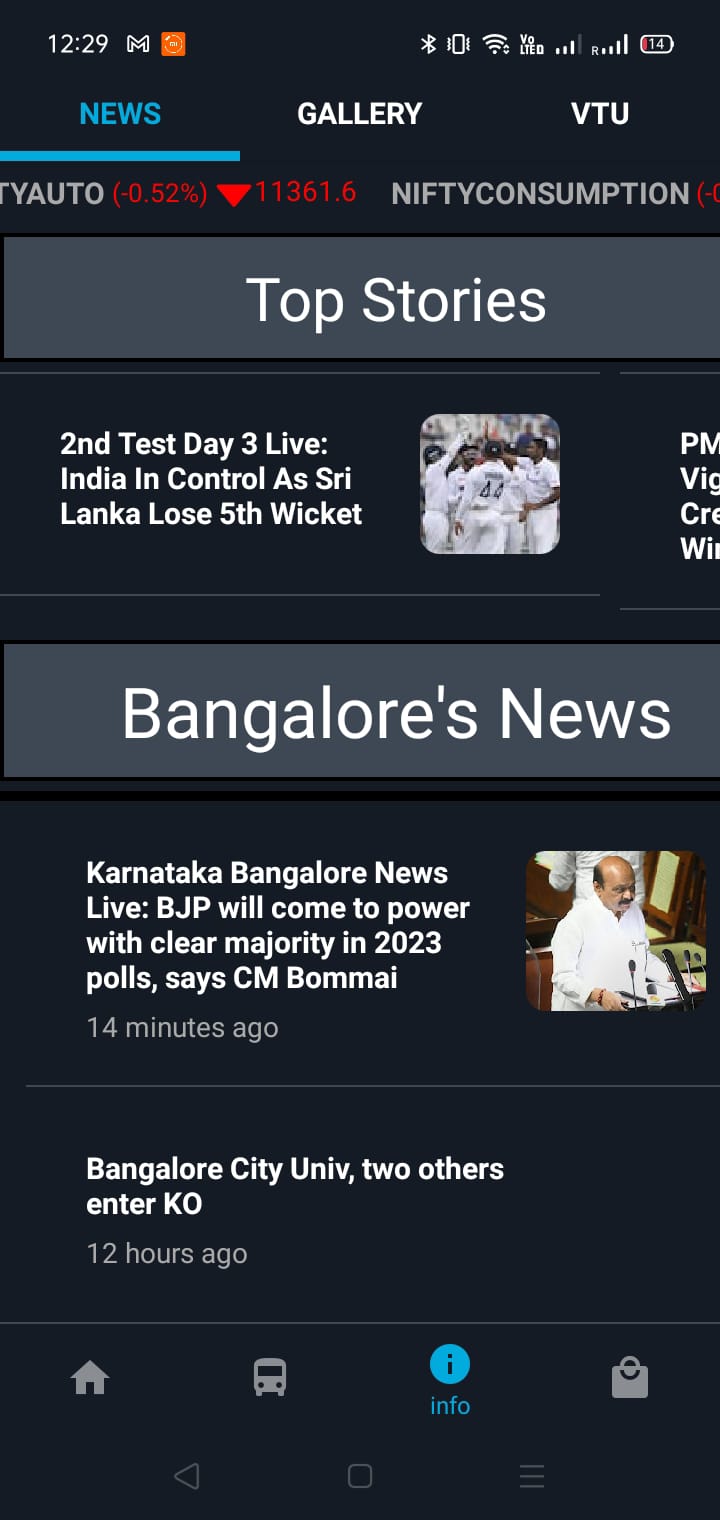 12:29 Vo LTED R 14
NEWS GALLERY VTU
TYAUTO (-0.52%) 11361.6 NIFTYCONSUMPTION (-0
Top Stories
2nd Test Day 3 Live:
India In Control As Sri
Lanka Lose 5th Wicket
44
PM
Vig
Cre
Wi
Bangalore's News
Karnataka Bangalore News
Live: BJP will come to power
with clear majority in 2023
polls, says CM Bommai
14 minutes ago
Bangalore City Univ, two others
enter KO
12 hours ago
info